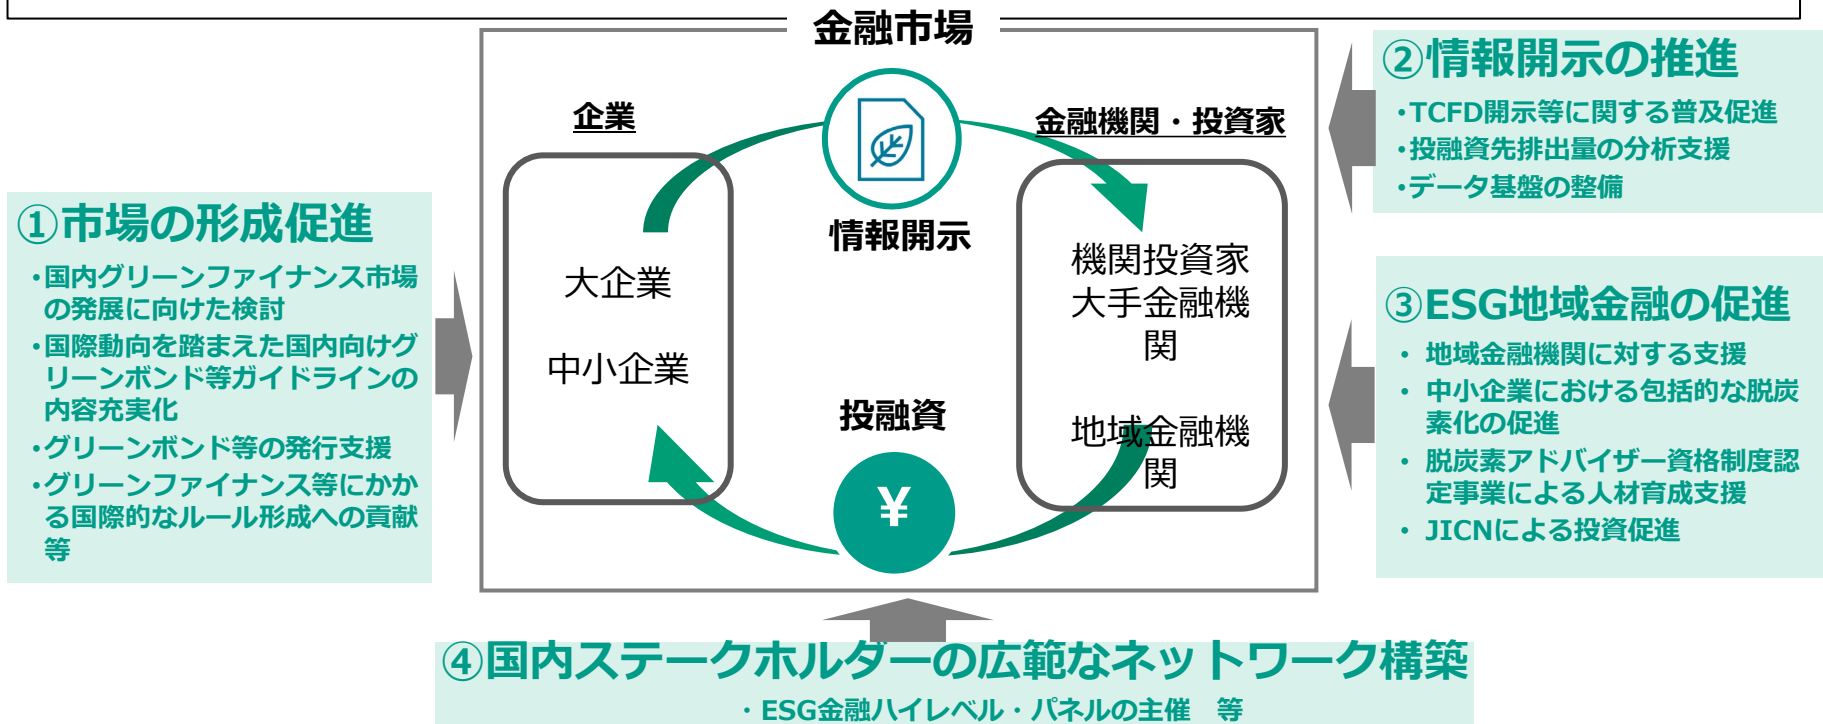 金融市場
企業
金融機関・投資家
情報開示
大企業
中小企業
機関投資家
大手金融機
関
地域金融機
関
投融資
¥
①市場の形成促進
・国内グリーンファイナンス市場
の発展に向けた検討
・国際動向を踏まえた国内向けグ
リーンボンド等ガイドラインの
内容充実化
・グリーンボンド等の発行支援
・グリーンファイナンス等にかか
る国際的なルール形成への貢献
等
②情報開示の推進
・TCFD開示等に関する普及促進
・投融資先排出量の分析支援
・データ基盤の整備
③ESG地域金融の促進
・ 地域金融機関に対する支援
・ 中小企業における包括的な脱炭
素化の促進
・ 脱炭素アドバイザー資格制度認
定事業による人材育成支援
・ JICNによる投資促進
④国内ステークホルダーの広範なネットワーク構築
・ESG金融ハイレベル・パネルの主催　等